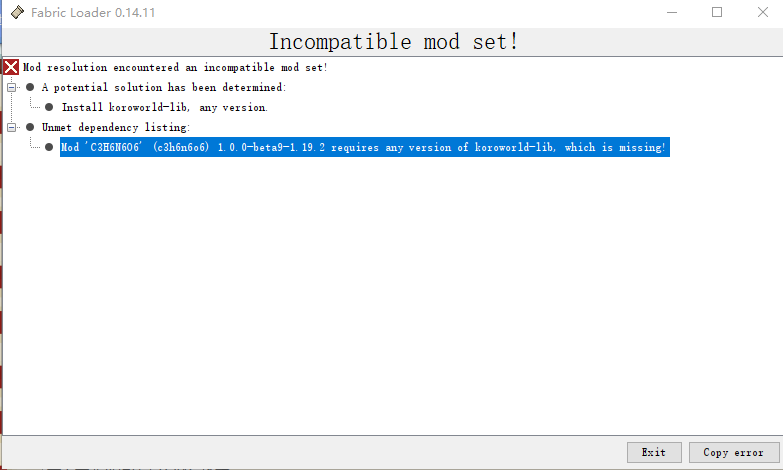 Fabric Loader 0.14.11
Incompatible mod set!
Mod resolution encountered an incompatible mod set!
A potential solution has been determined:
Install koroworld-lib, any version.
Unmet dependency listing:
Mod 'C3H6N6O6' (c3h6n6o6) 1.0.0-beta9-1.19.2 requires any version of koroworld-lib, which is missing!
Exit
Copy error